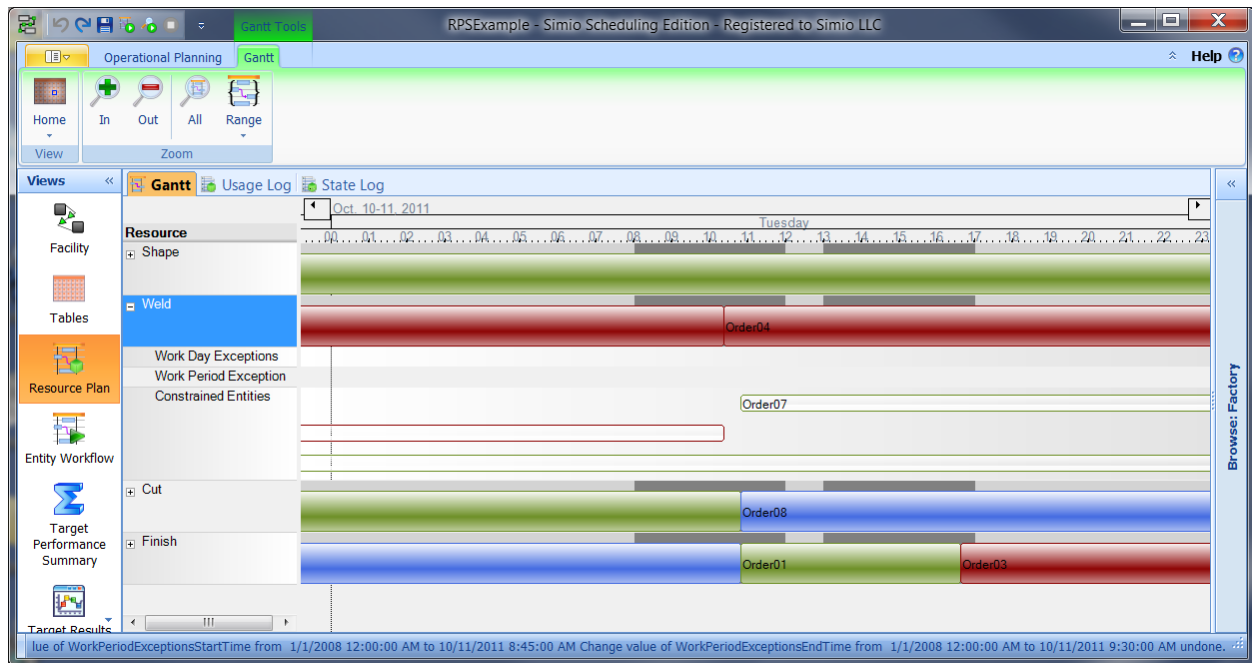 Gantt Tools
RPSExample - Simio Scheduling Edition - Registered to Simio LLC
Operational Planning
Gantt
Help
Home
In
Out
All
Range
View
Zoom
Views
Gantt
Usage Log
State Log
Facility
Tables
Resource Plan
Entity Workflow
Target
Performance
Summary
Target Results
Oct. 10-11, 2011
Tuesday
Resource
00 01 02 03 04 05 06 07 08 09 10 11 12 13 14 15 16 17 18 19 20 21 22 23
Shape
Weld
Order04
Work Day Exceptions
Work Period Exception
Constrained Entities
Order07
Cut
Order08
Finish
Order01
Order03
Browse: Factory
lue of WorkPeriodExceptionsStartTime from 1/1/2008 12:00:00 AM to 10/11/2011 8:45:00 AM Change value of WorkPeriodExceptionsEndTime from 1/1/2008 12:00:00 AM to 10/11/2011 9:30:00 AM undone.